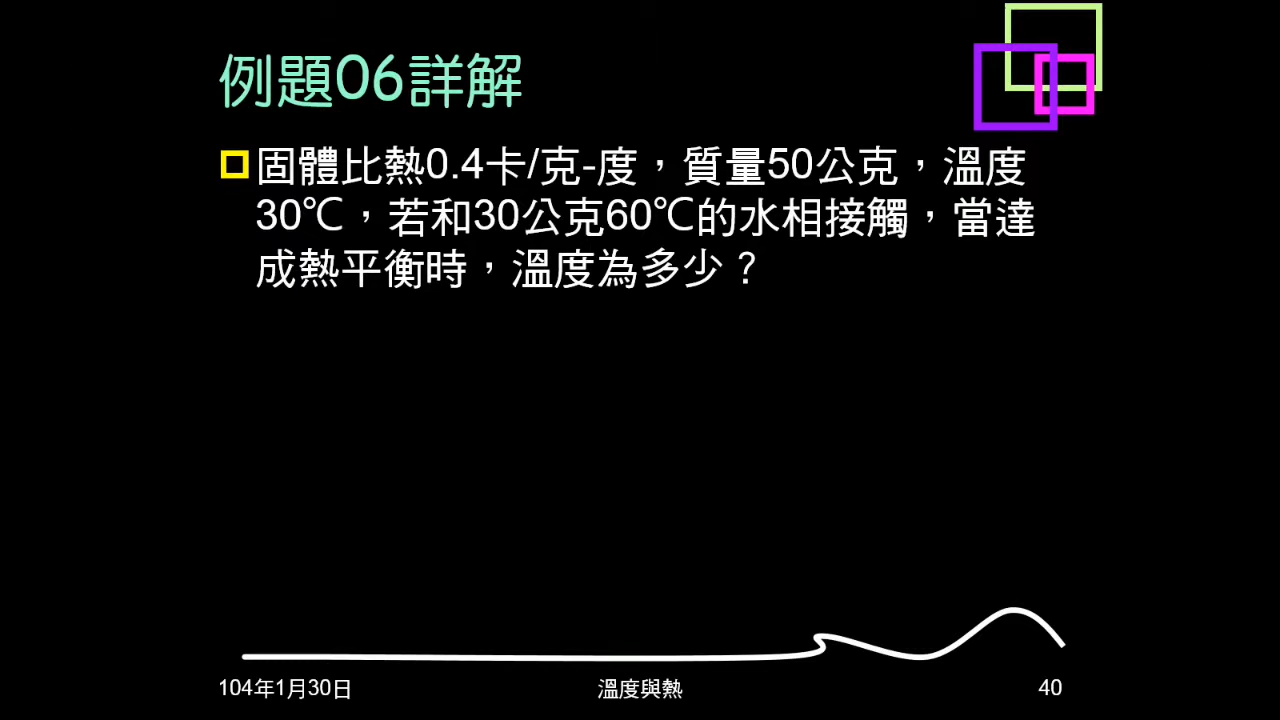 例題06詳解
固體比熱0.4卡/克-度，質量50公克，溫度
30℃，若和30公克60℃的水相接觸，當達
成熱平衡時，溫度為多少？
104年1月30日
溫度與熱
40